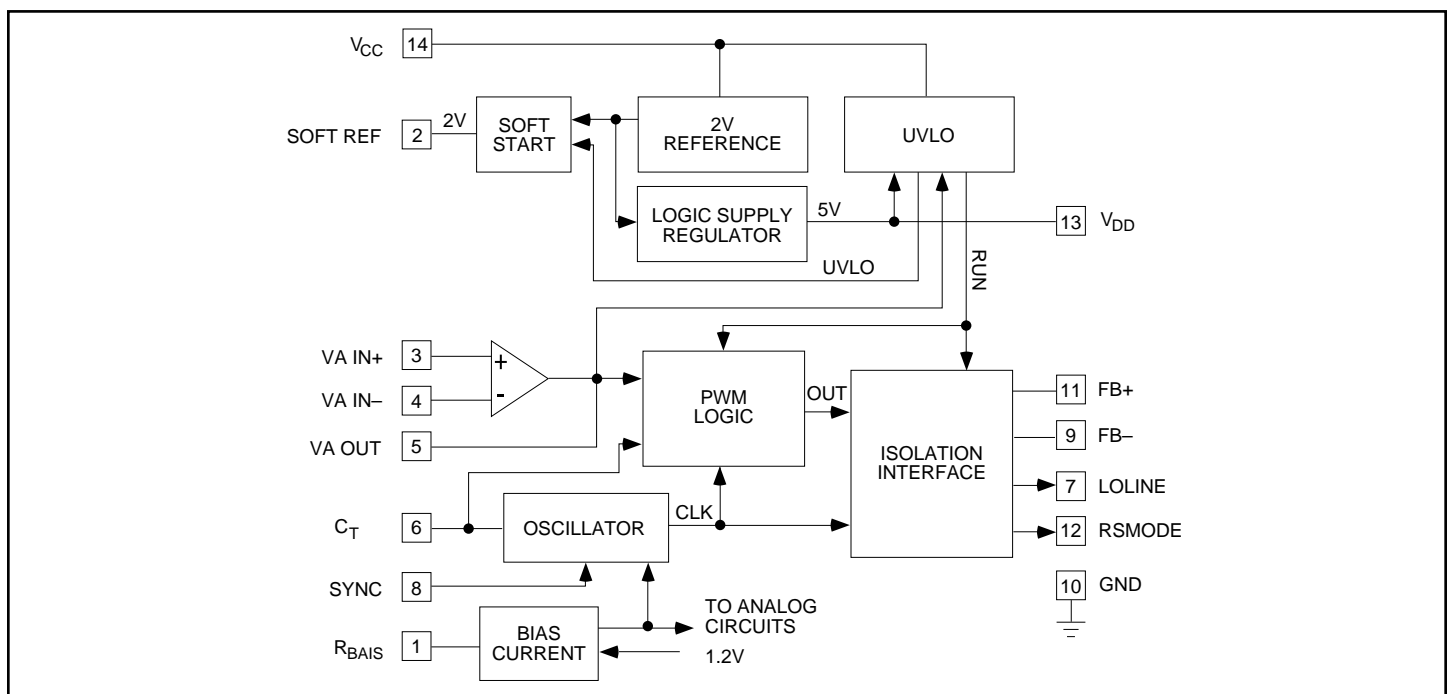 VCC 14
SOFT REF 2 2V
SOFT
START
2V
REFERENCE
UVLO
LOGIC SUPPLY
REGULATOR
5V
13 VDD
UVLO
RUN
VA IN+ 3
+
VA IN– 4
-
VA OUT 5
PWM
LOGIC
OUT
ISOLATION
INTERFACE
11 FB+
9 FB–
7 LOLINE
12 RSMODE
CT 6
OSCILLATOR
CLK
SYNC 8
10 GND
RBAIS 1
BIAS
CURRENT
TO ANALOG
CIRCUITS
1.2V